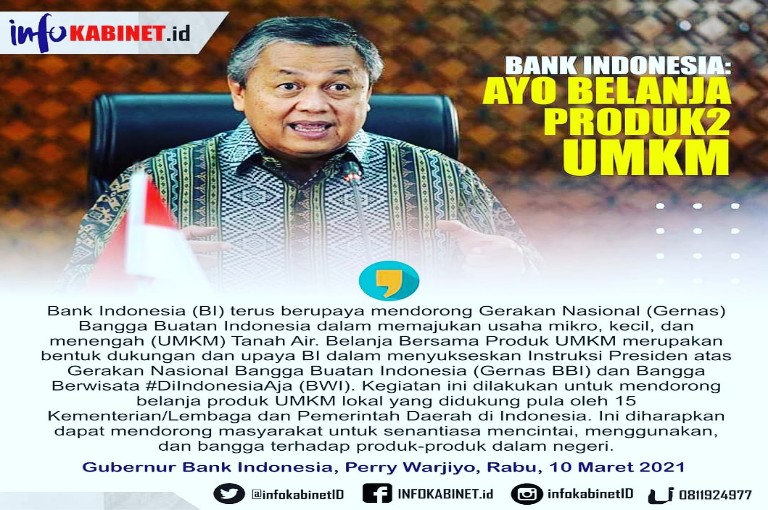 infoKABINET.id
BANK INDONESIA:
AYO BELANJA
PRODUK2
UMKM
Bank Indonesia (BI) terus berupaya mendorong Gerakan Nasional (Gernas)
Bangga Buatan Indonesia dalam memajukan usaha mikro, kecil, dan
menengah (UMKM) Tanah Air. Belanja Bersama Produk UMKM merupakan
bentuk dukungan dan upaya BI dalam menyukseskan Instruksi Presiden atas
Gerakan Nasional Bangga Buatan Indonesia (Gernas BBI) dan Bangga
Berwisata #DiIndonesiaAja (BWI). Kegiatan ini dilakukan untuk mendorong
belanja produk UMKM lokal yang didukung pula oleh 15
Kementerian/Lembaga dan Pemerintah Daerah di Indonesia. Ini diharapkan
dapat mendorong masyarakat untuk senantiasa mencintai, menggunakan,
dan bangga terhadap produk-produk dalam negeri.
Gubernur Bank Indonesia, Perry Warjiyo, Rabu, 10 Maret 2021
@infokabinetID INFOKABINET.id infokabinetID 0811924977